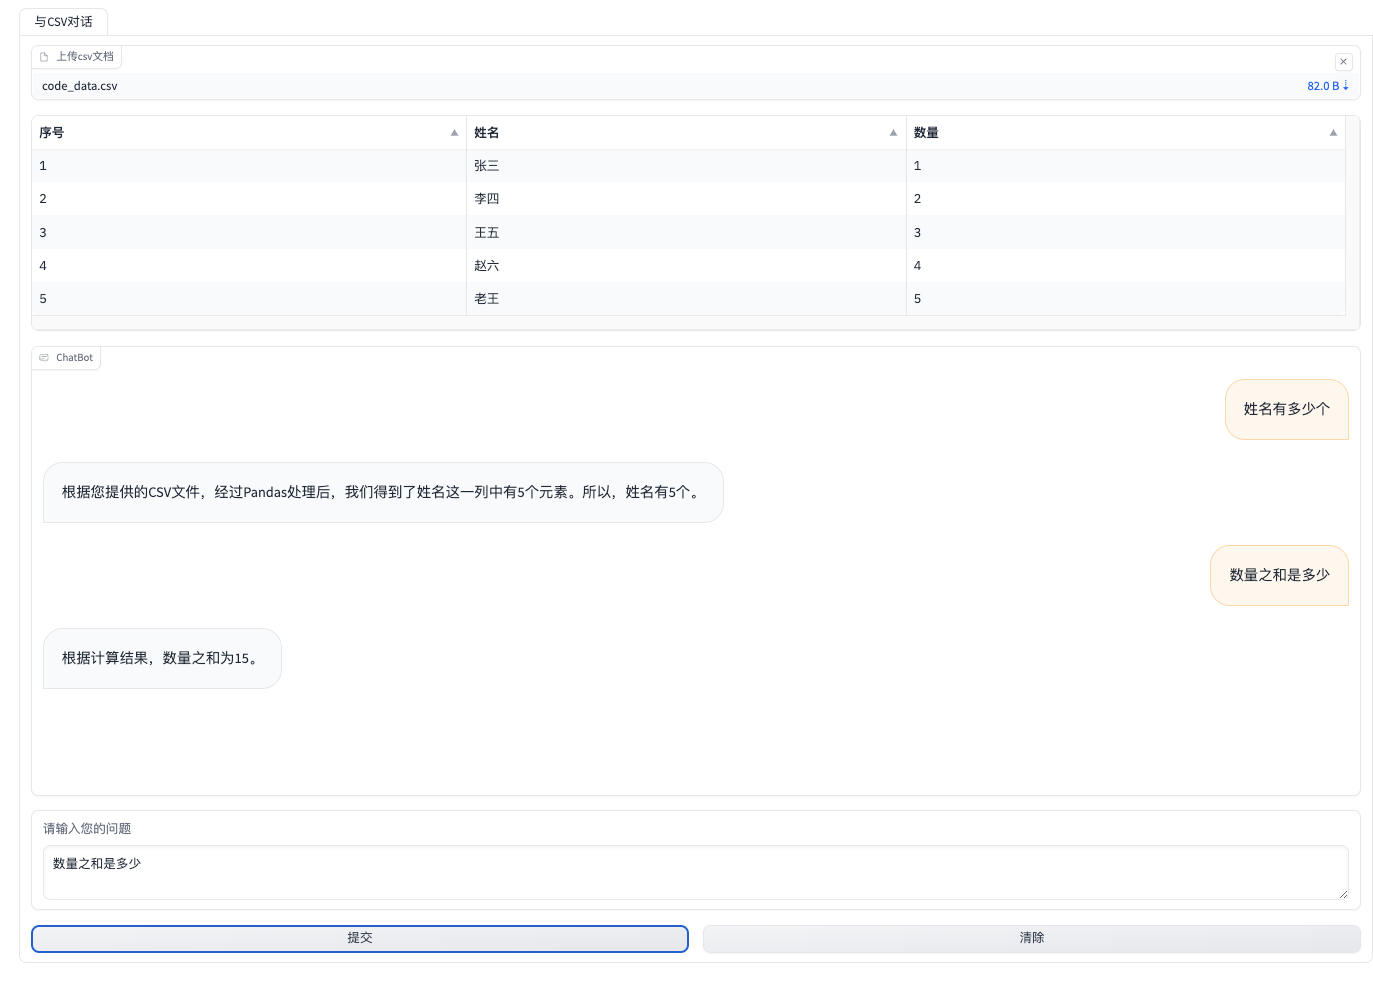 与CSV对话
上传csv文档
code_data.csv 82.0 B ⇣
序号 姓名 数量
1 张三 1
2 李四 2
3 王五 3
4 赵六 4
5 老王 5
ChatBot
姓名有多少个
根据您提供的CSV文件，经过Pandas处理后，我们得到了姓名这一列中有5个元素。所以，姓名有5个。
数量之和是多少
根据计算结果，数量之和为15。
请输入您的问题
数量之和是多少
提交 清除